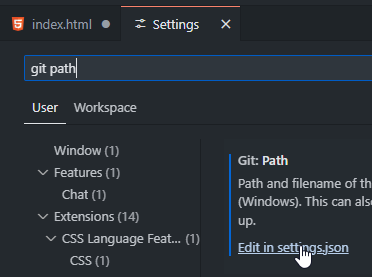 index.html
Settings
git path
User
Workspace
Window (1)
Features (1)
Chat (1)
Extensions (14)
CSS Language Feat... (1)
CSS (1)
Git: Path
Path and filename of th
(Windows). This can als
up.
Edit in settings.json